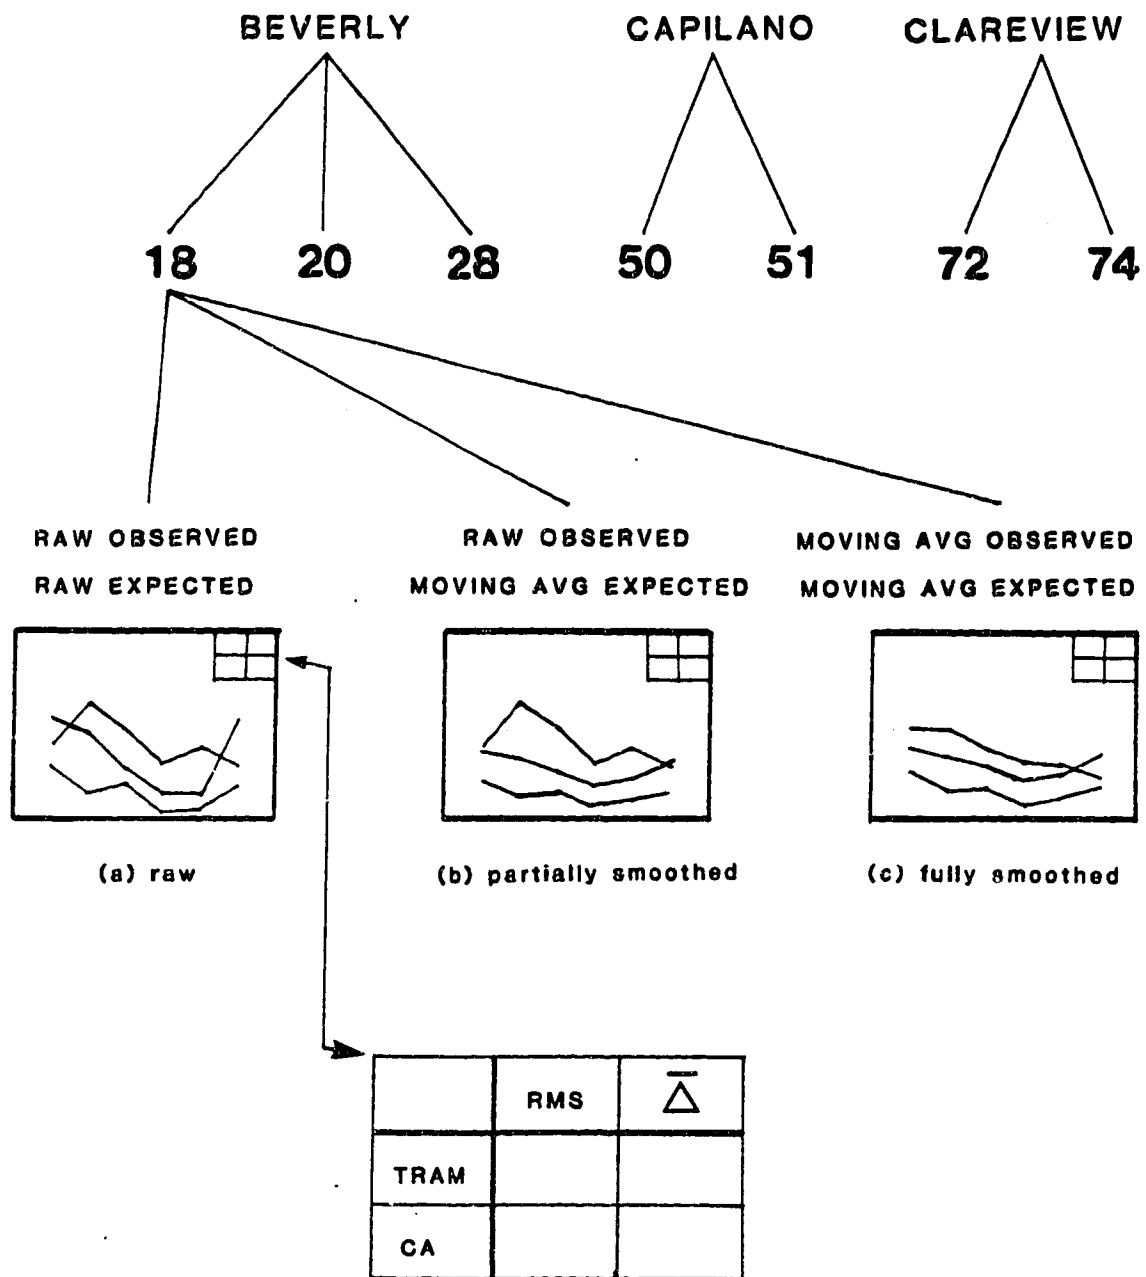 BEVERLY CAPILANO CLAREVIEW
18 20 28 50 51 72 74
RAW OBSERVED
RAW EXPECTED
RAW OBSERVED
MOVING AVG EXPECTED
MOVING AVG OBSERVED
MOVING AVG EXPECTED
(a) raw
(b) partially smoothed
(c) fully smoothed
RMS Δ̅
TRAM
CA